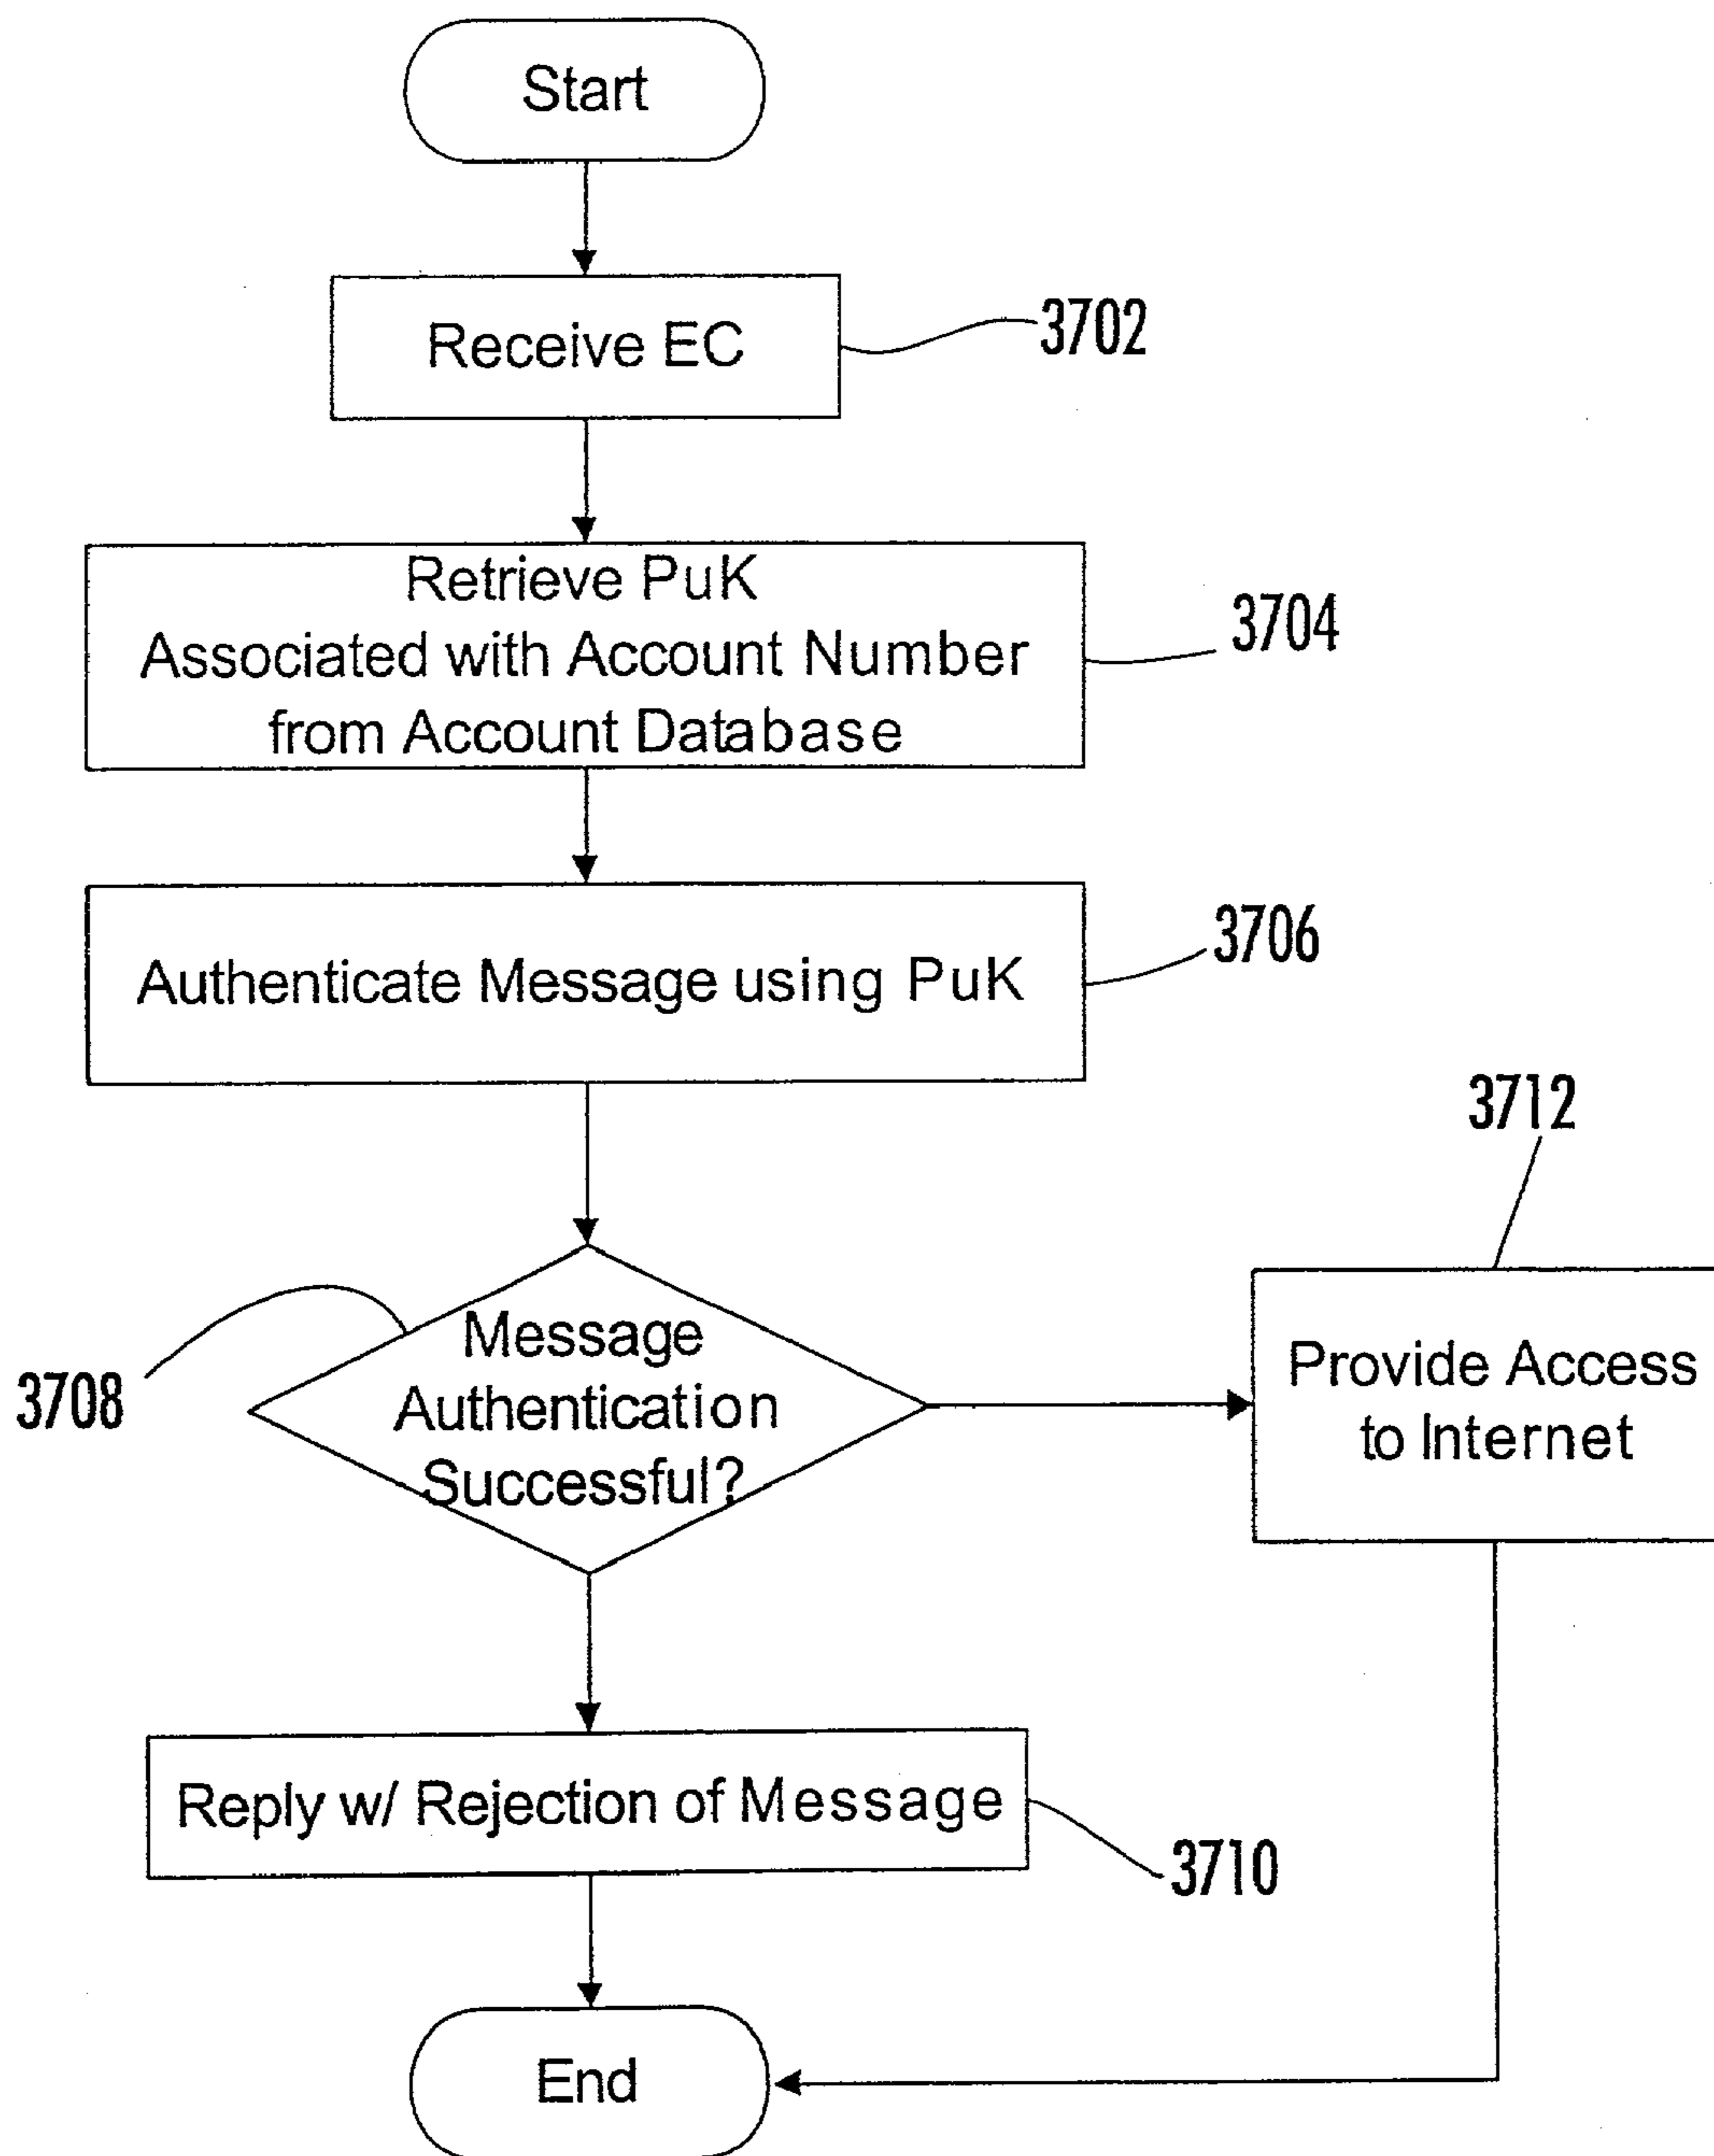 Start
Receive EC
3702
Retrieve PuK
Associated with Account Number
from Account Database
3704
Authenticate Message using PuK
3706
3712
Message
Authentication
Successful?
3708
Provide Access
to Internet
Reply w/ Rejection of Message
3710
End